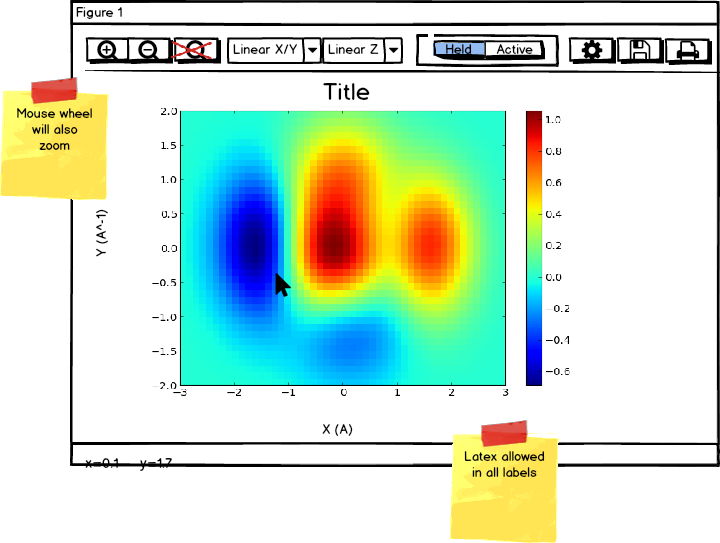 Figure 1
Linear X/Y
Linear Z
Held
Active
Mouse wheel
will also
zoom
Title
2.0
1.5
1.0
0.5
0.0
−0.5
−1.0
−1.5
−2.0
Y (A^-1)
−3
−2
−1
0
1
2
3
X (A)
1.0
0.8
0.6
0.4
0.2
0.0
−0.2
−0.4
−0.6
x=0.1 y=1.7
Latex allowed
in all labels